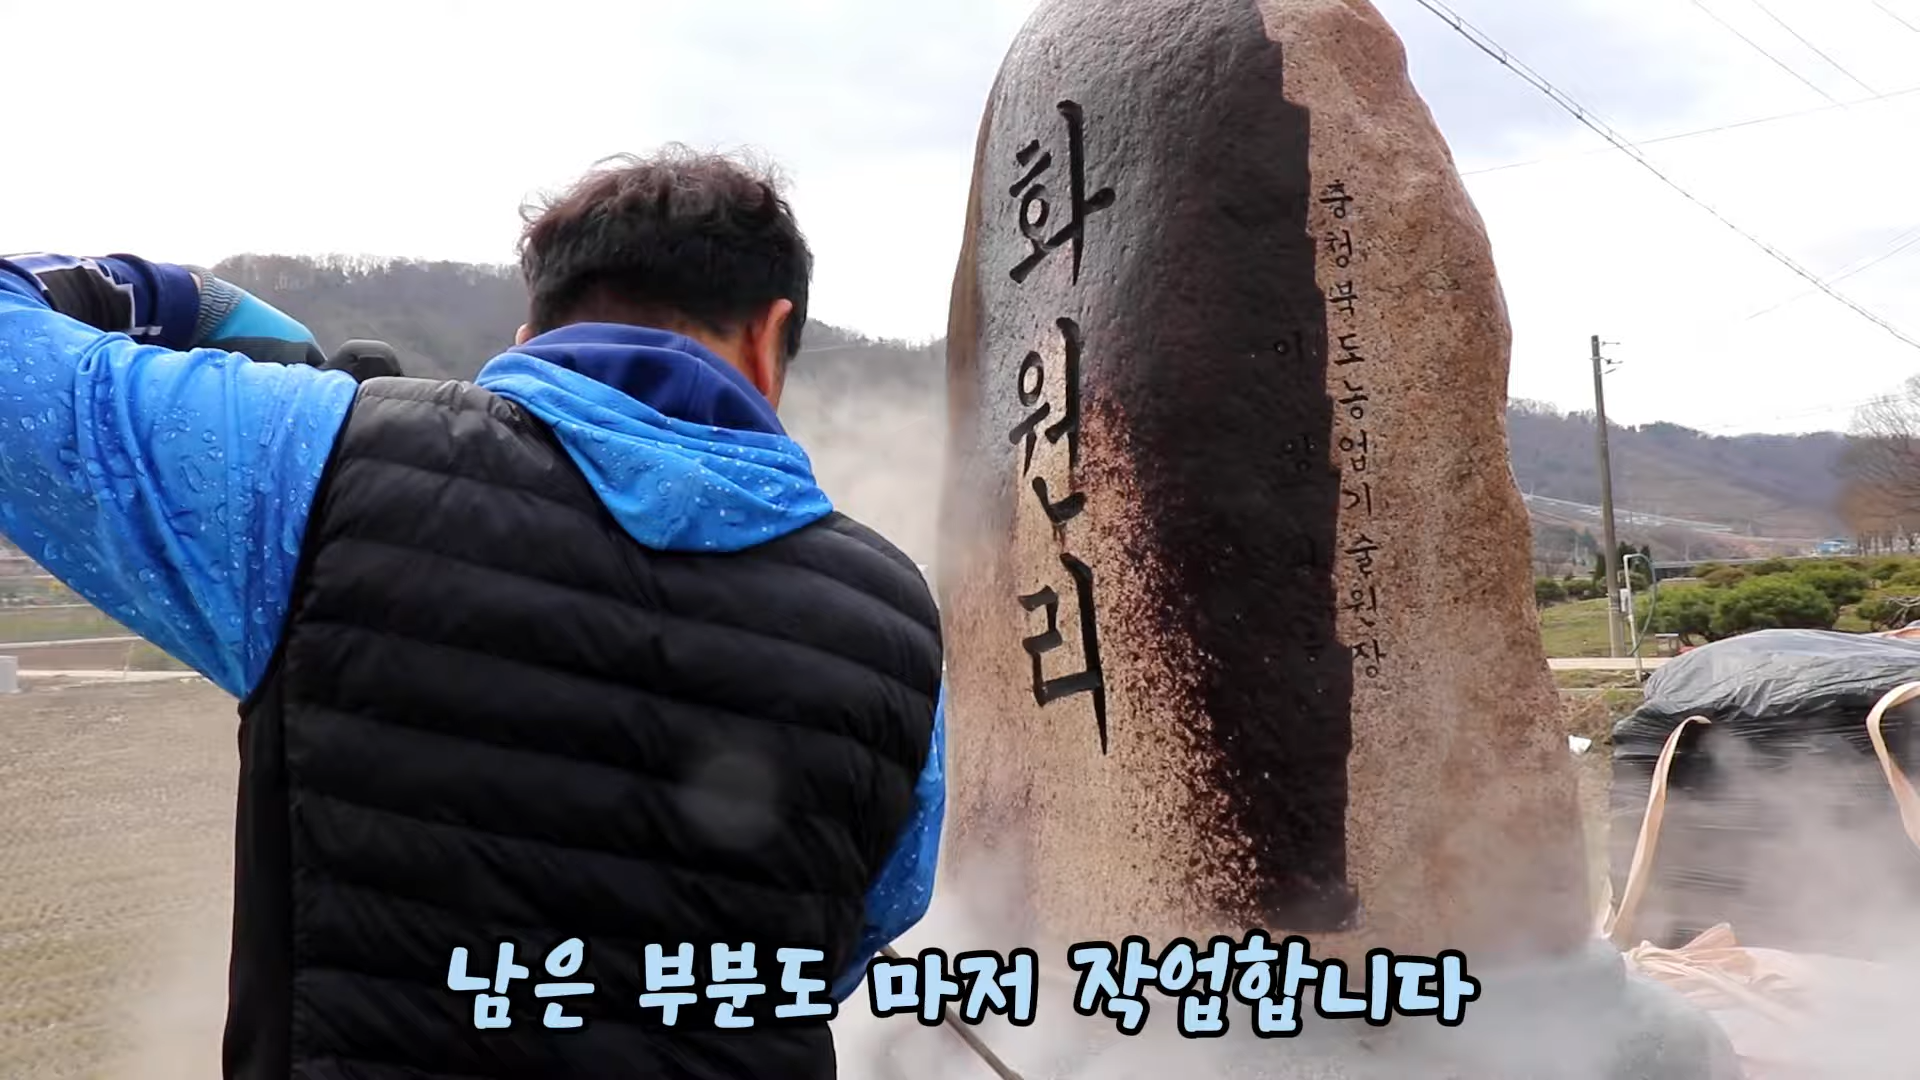 화원리
충청북도농업기술원장
남은 부분도 마저 작업합니다